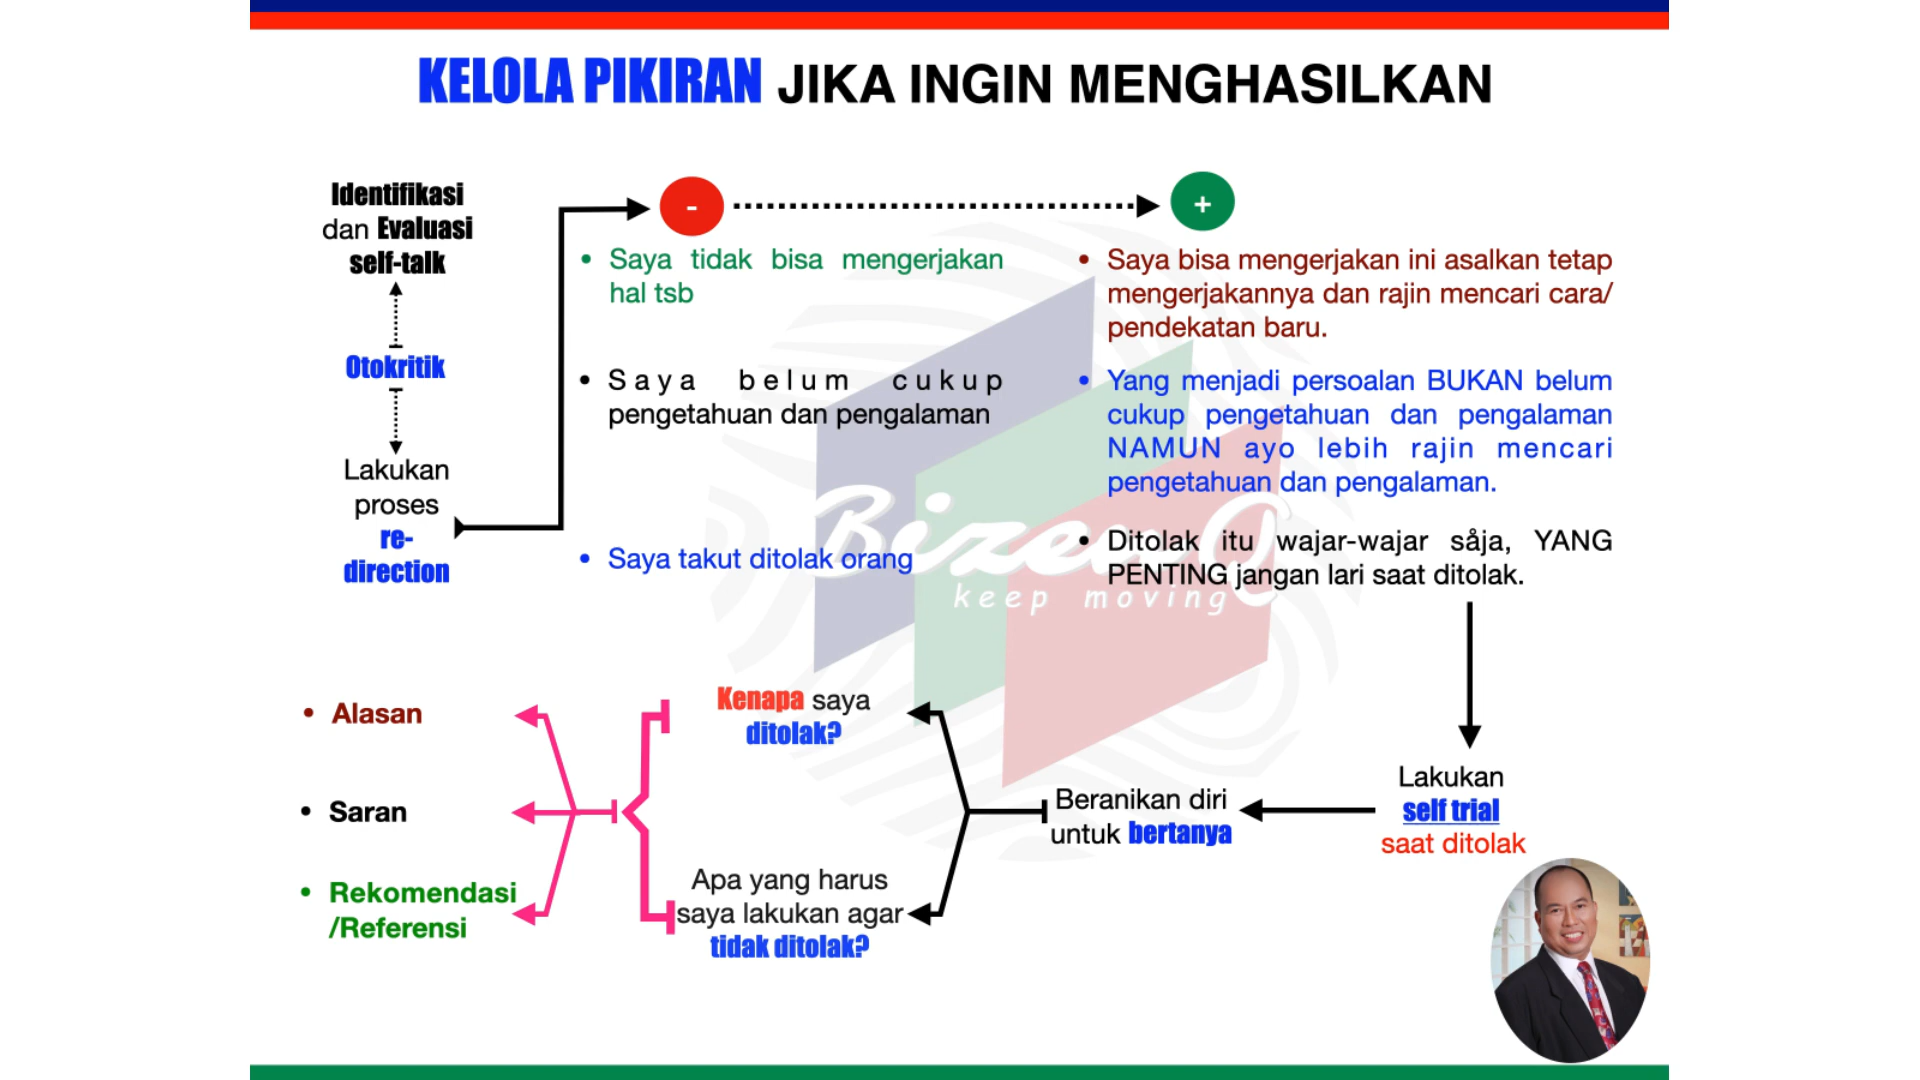 KELOLA PIKIRAN JIKA INGIN MENGHASILKAN
Identifikasi
dan Evaluasi
self-talk
Otokritik
Lakukan
proses
re-
direction
-
• Saya tidak bisa mengerjakan
hal tsb
• Saya belum cukup
pengetahuan dan pengalaman
• Saya takut ditolak orang
+
• Saya bisa mengerjakan ini asalkan tetap
mengerjakannya dan rajin mencari cara/
pendekatan baru.
• Yang menjadi persoalan BUKAN belum
cukup pengetahuan dan pengalaman
NAMUN ayo lebih rajin mencari
pengetahuan dan pengalaman.
• Ditolak itu wajar-wajar såja, YANG
PENTING jangan lari saat ditolak.
BizenQ
keep moving
Lakukan
self trial
saat ditolak
Beranikan diri
untuk bertanya
Kenapa saya
ditolak?
Apa yang harus
saya lakukan agar
tidak ditolak?
• Alasan
• Saran
• Rekomendasi
/Referensi